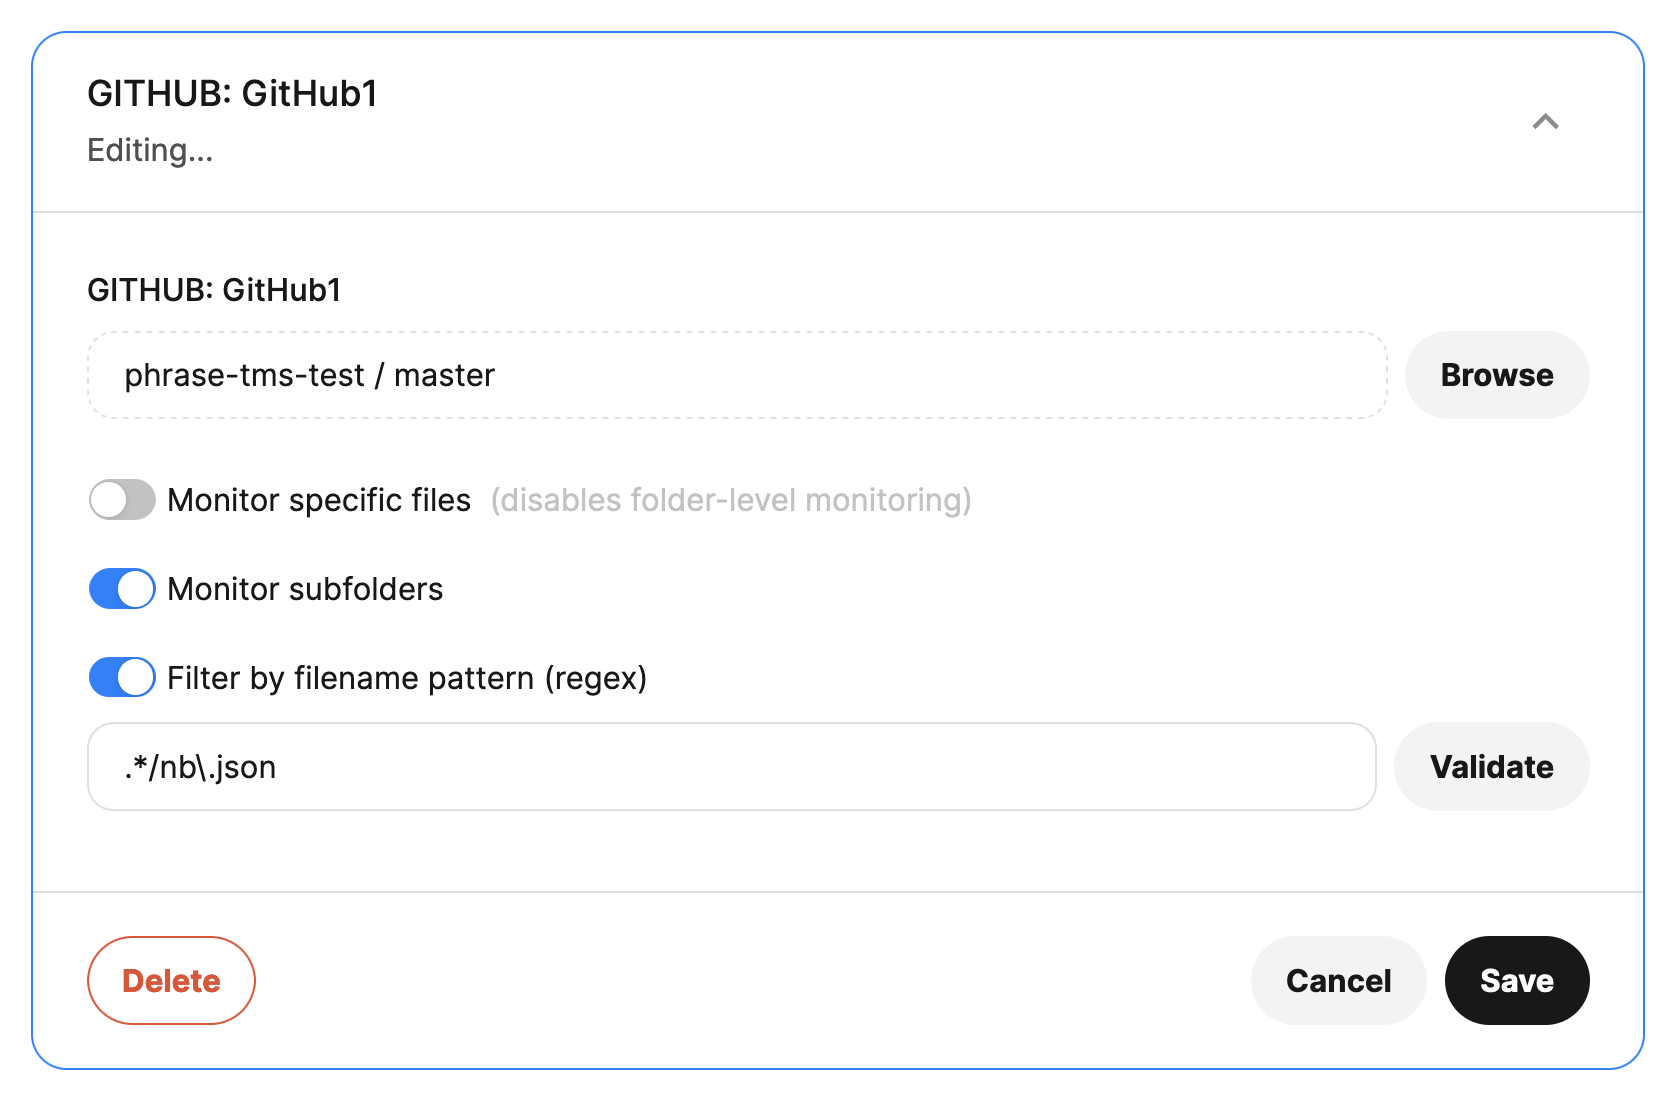 GITHUB: GitHub1
Editing...
GITHUB: GitHub1
phrase-tms-test / master
Browse
Monitor specific files (disables folder-level monitoring)
Monitor subfolders
Filter by filename pattern (regex)
.*/nb\.json
Validate
Delete
Cancel
Save